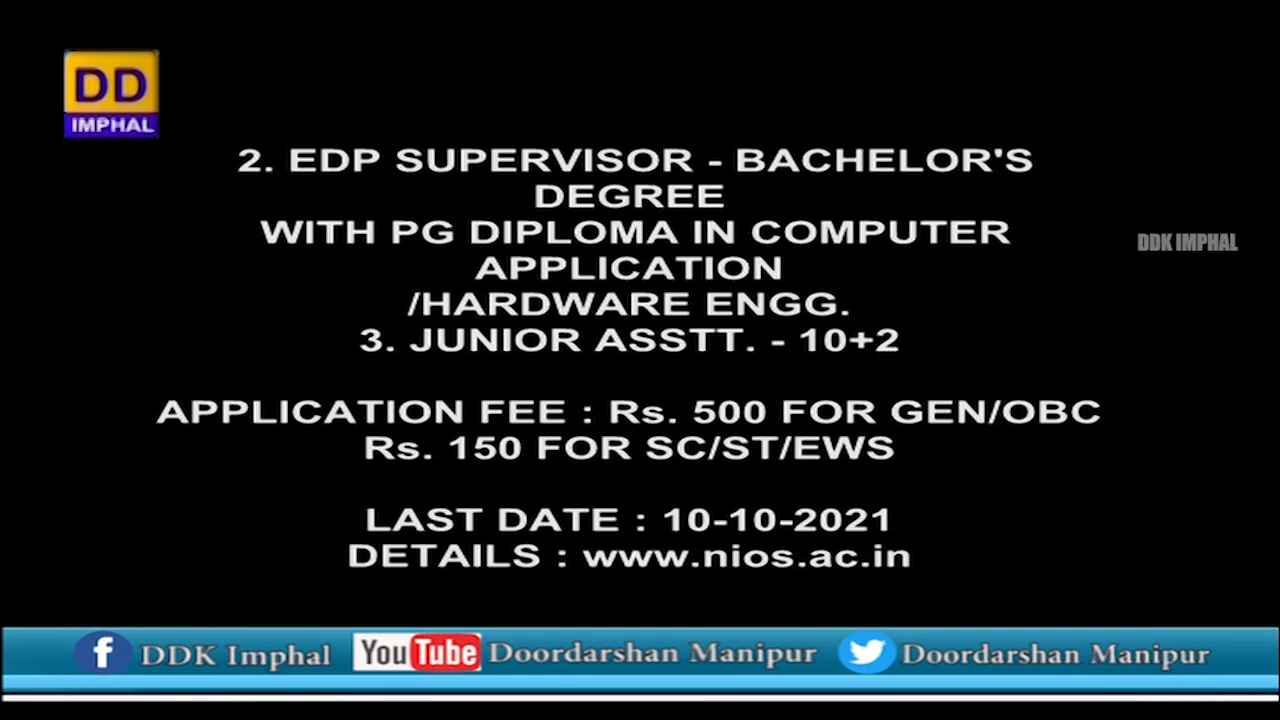 DD
IMPHAL
2. EDP SUPERVISOR - BACHELOR'S
DEGREE
WITH PG DIPLOMA IN COMPUTER
APPLICATION
/HARDWARE ENGG.
3. JUNIOR ASSTT. - 10+2
DDK IMPHAL
APPLICATION FEE : Rs. 500 FOR GEN/OBC
Rs. 150 FOR SC/ST/EWS
LAST DATE : 10-10-2021
DETAILS : www.nios.ac.in
f DDK Imphal YouTube Doordarshan Manipur Doordarshan Manipur